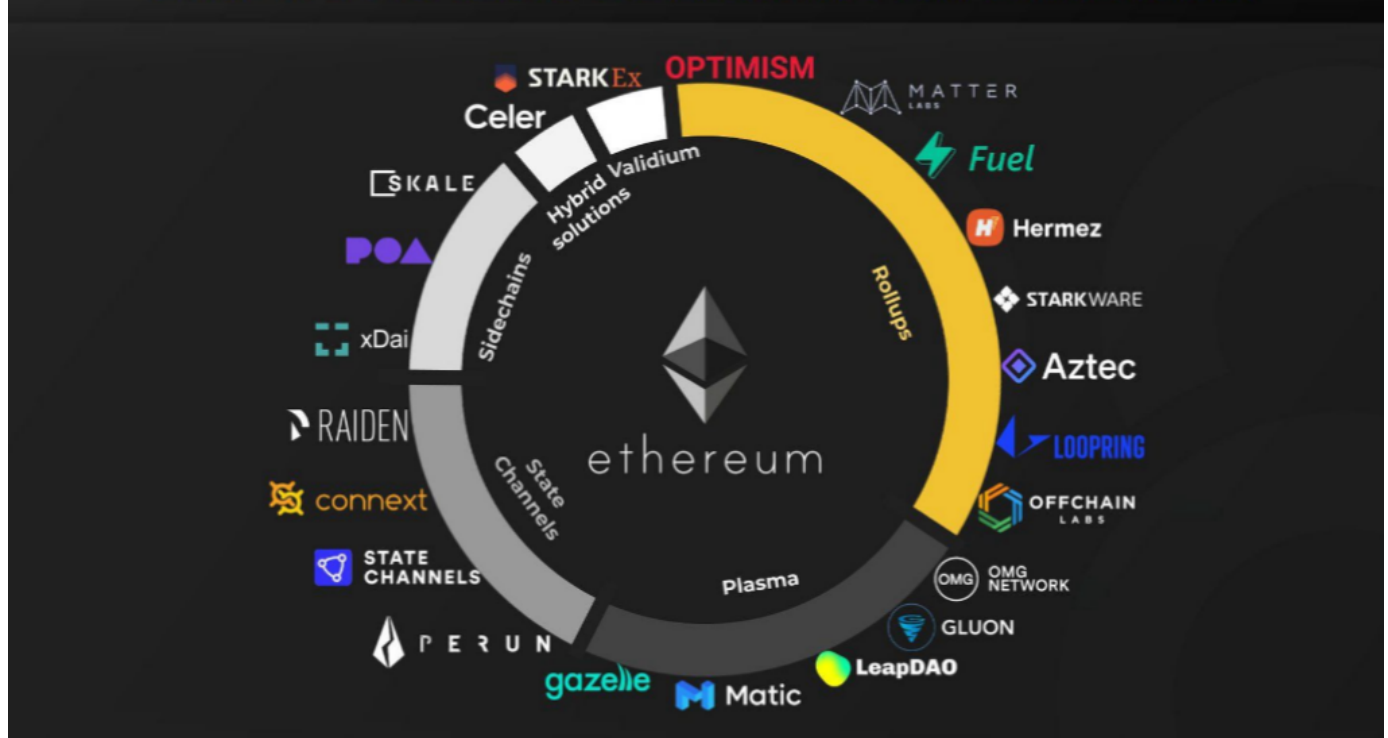 STARKEx
OPTIMISM
Celer
MATTER
LABS
SKALE
Hybrid
solutions
Validium
Fuel
POA
Hermez
Sidechains
Rollups
STARKWARE
xDai
Aztec
RAIDEN
LOOPRING
ethereum
State
Channels
connext
OFFCHAIN
LABS
STATE
CHANNELS
Plasma
OMG
OMG
NETWORK
GLUON
PERUN
LeapDAO
gazelle
Matic